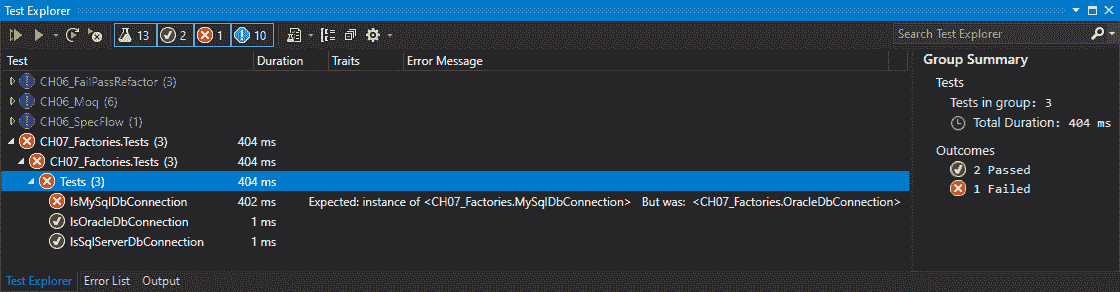 Test Explorer
13 2 1 10 Search Test Explorer
Test Duration Traits Error Message
CH06_FailPassRefactor (3)
CH06_Moq (6)
CH06_SpecFlow (1)
CH07_Factories.Tests (3) 404 ms
CH07_Factories.Tests (3) 404 ms
Tests (3) 404 ms
IsMySqlDbConnection 402 ms Expected: instance of <CH07_Factories.MySqlDbConnection> But was: <CH07_Factories.OracleDbConnection>
IsOracleDbConnection 1 ms
IsSqlServerDbConnection 1 ms
Group Summary
Tests
Tests in group: 3
Total Duration: 404 ms
Outcomes
2 Passed
1 Failed
Test Explorer Error List Output